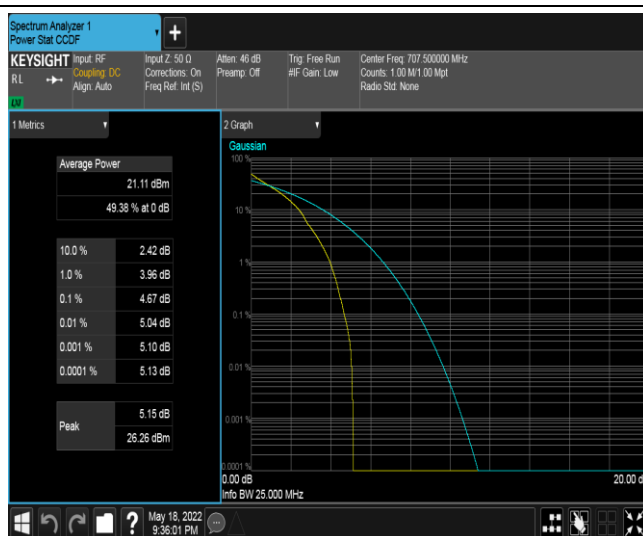 Spectrum Analyzer 1
Power Stat CCDF
+
KEYSIGHT
RL
Input: RF
Coupling: DC
Align: Auto
Input Z: 50 Ω
Corrections: On
Freq Ref: Int (S)
Atten: 46 dB
Preamp: Off
Trig: Free Run
#IF Gain: Low
Center Freq: 707.500000 MHz
Counts: 1.00 M/1.00 Mpt
Radio Std: None
1 Metrics
Average Power
21.11 dBm
49.38 % at 0 dB
10.0 % 2.42 dB
1.0 % 3.96 dB
0.1 % 4.67 dB
0.01 % 5.04 dB
0.001 % 5.10 dB
0.0001 % 5.13 dB
Peak
5.15 dB
26.26 dBm
2 Graph
Gaussian
100 %
10 %
1 %
0.1 %
0.01 %
0.001 %
0.0001 %
0.00 dB
20.00 d
Info BW 25.000 MHz
?
May 18, 2022
9:36:01 PM